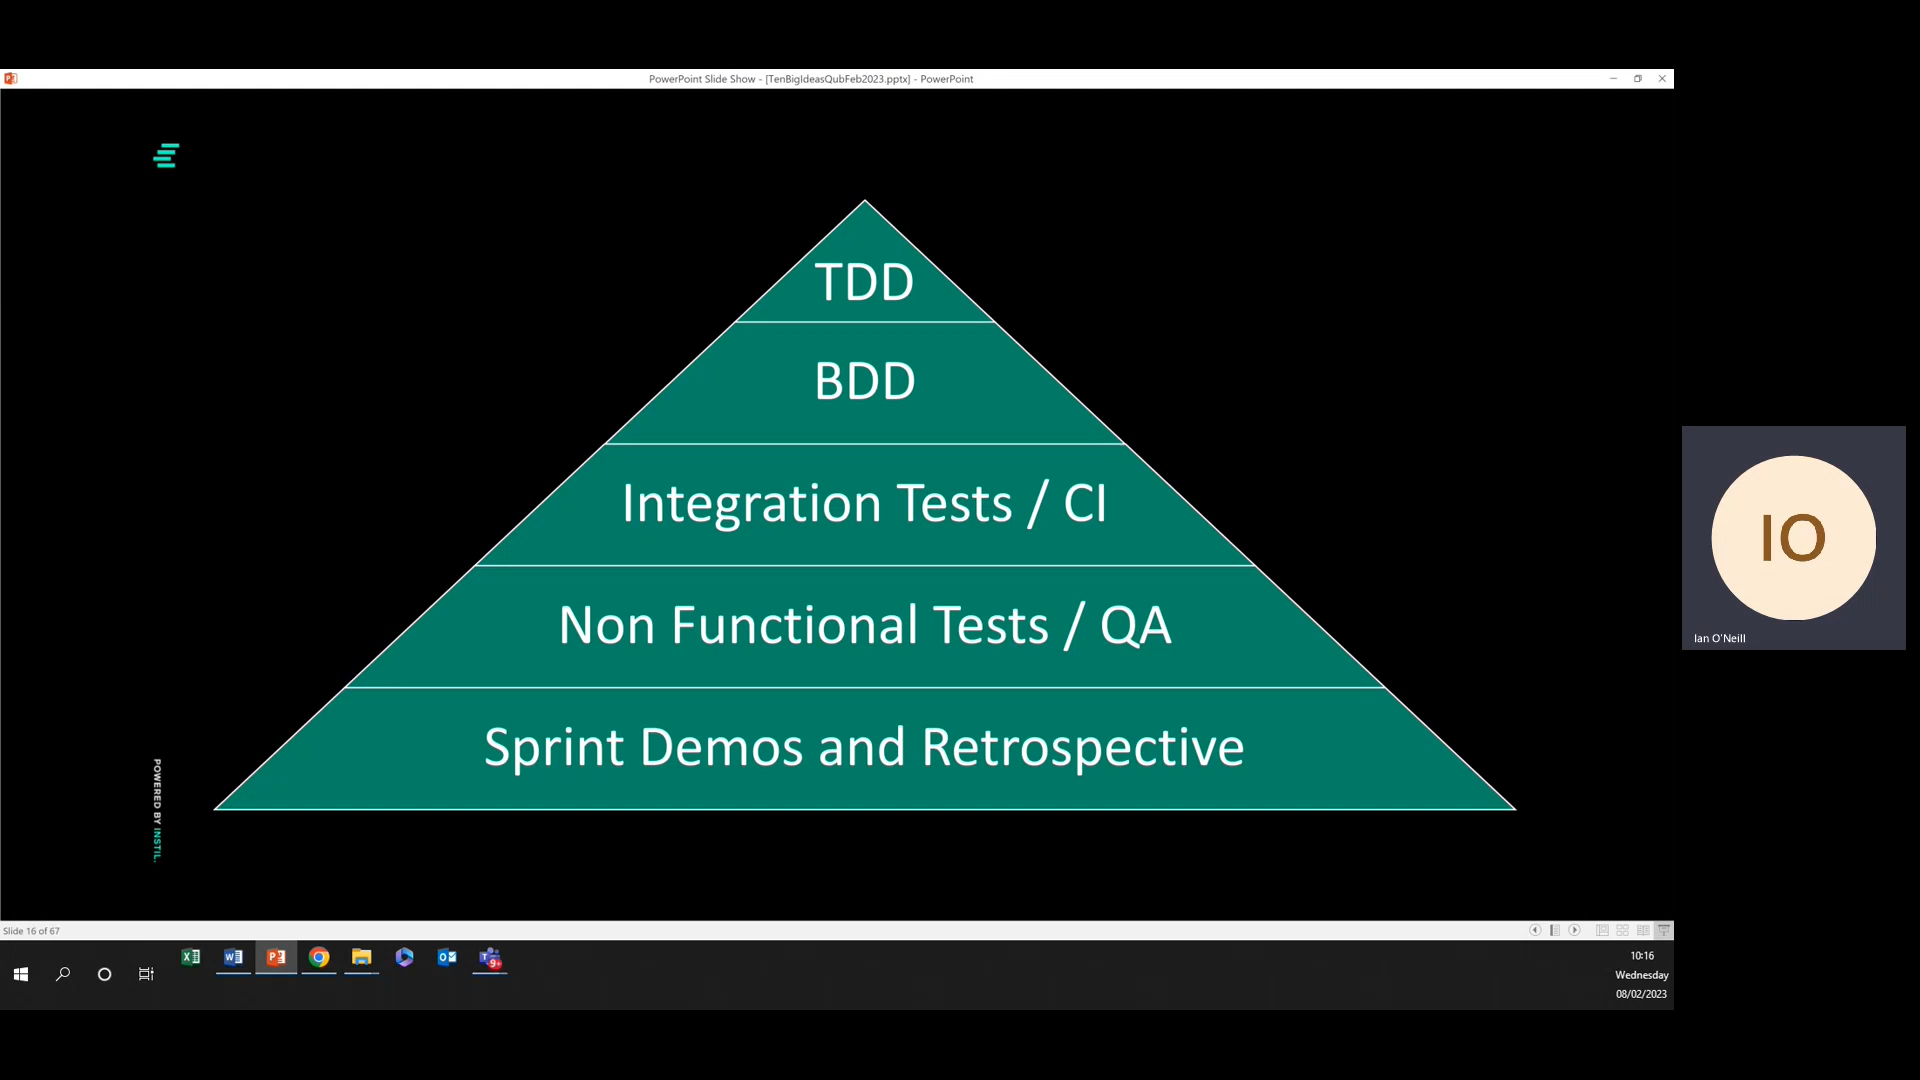 PowerPoint Slide Show - [TenBigIdeasQubFeb2023.pptx] - PowerPoint
TDD
BDD
Integration Tests / CI
Non Functional Tests / QA
Sprint Demos and Retrospective
POWERED BY INSTIL.
IO
Ian O'Neill
Slide 16 of 67
9+
10:16
Wednesday
08/02/2023